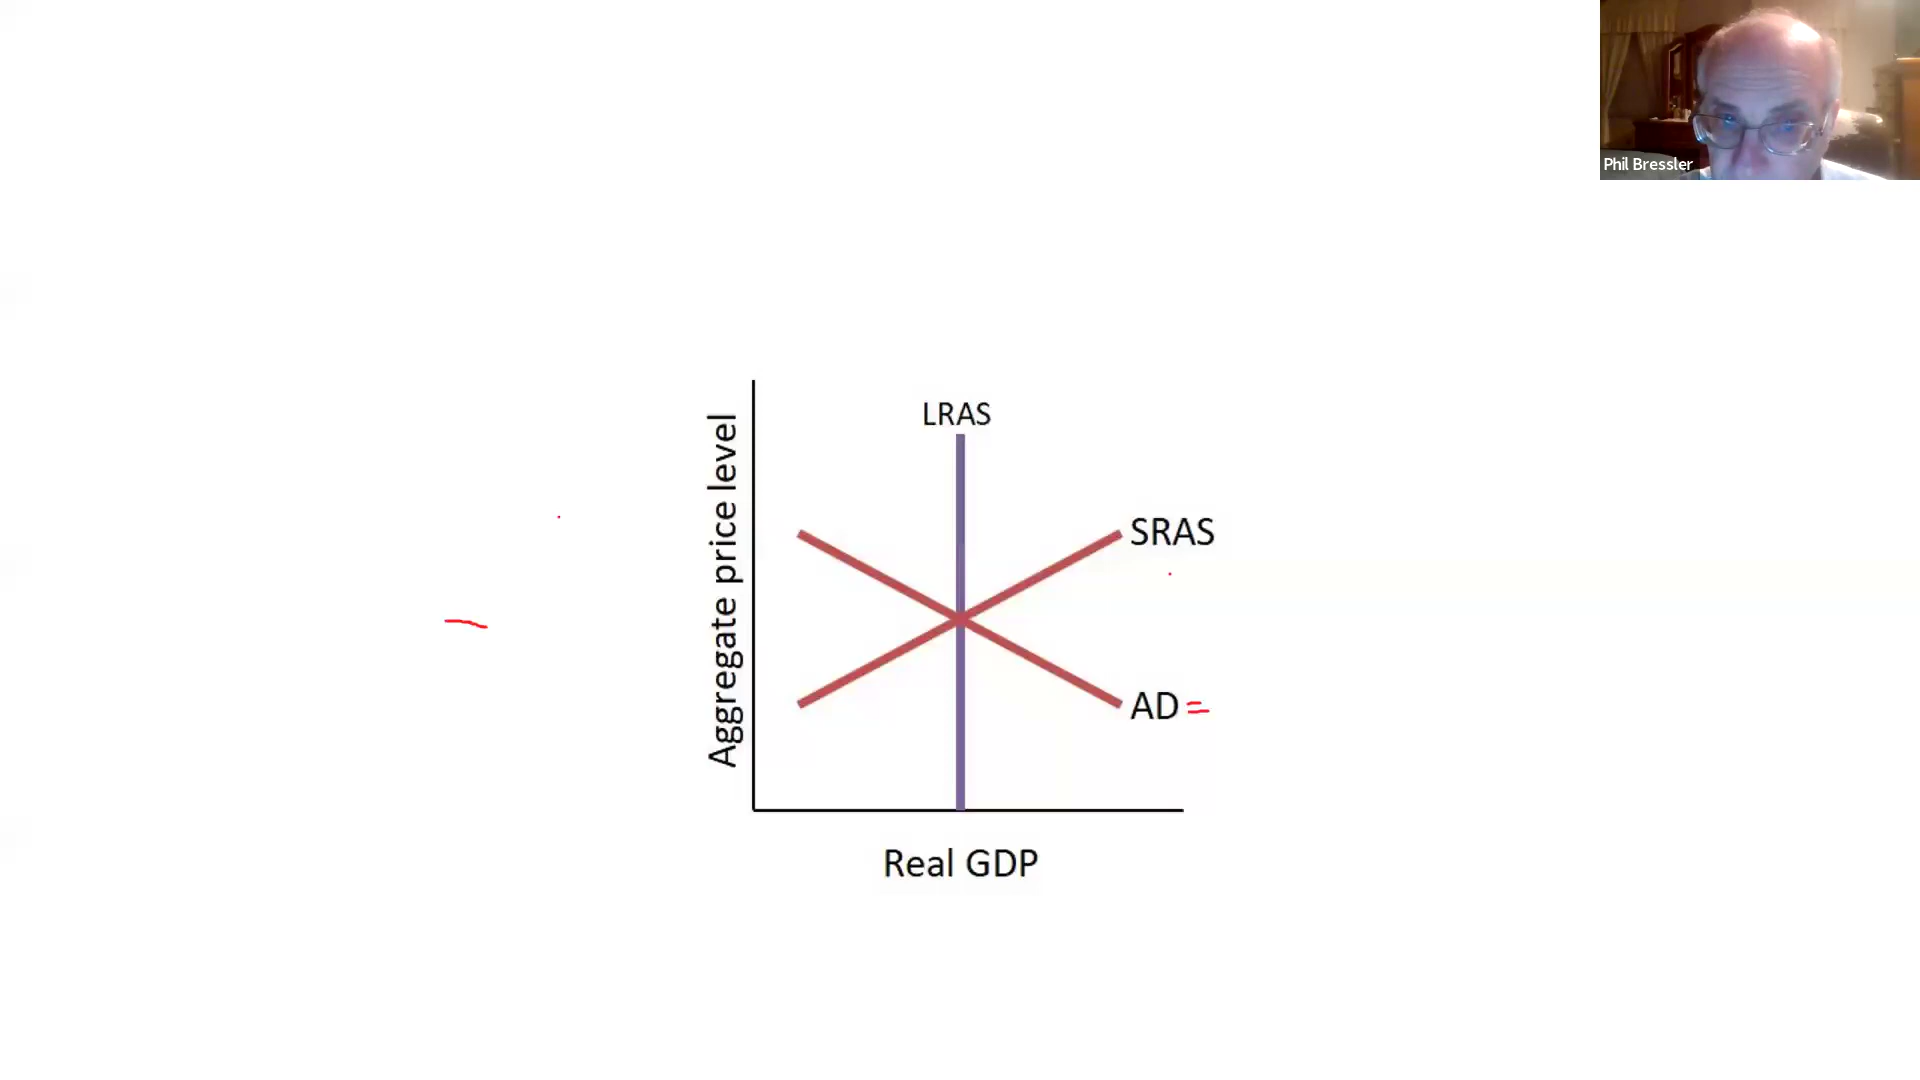 Phil Bressler
LRAS
SRAS
Aggregate price level
AD =
Real GDP